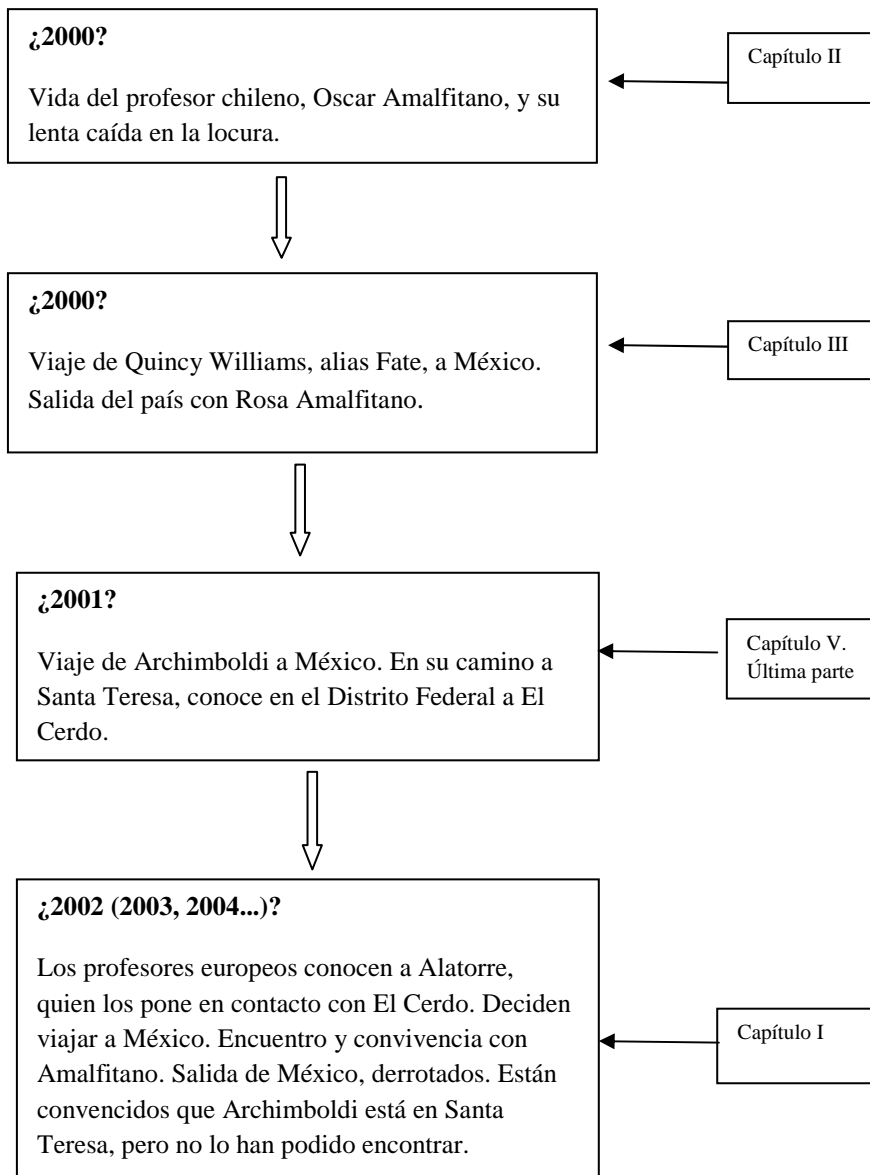 ¿2000?
Capítulo II
Vida del profesor chileno, Oscar Amalfitano, y su
lenta caída en la locura.
¿2000?
Capítulo III
Viaje de Quincy Williams, alias Fate, a México.
Salida del país con Rosa Amalfitano.
¿2001?
Capítulo V.
Última parte
Viaje de Archimboldi a México. En su camino a
Santa Teresa, conoce en el Distrito Federal a El
Cerdo.
¿2002 (2003, 2004...)?
Los profesores europeos conocen a Alatorre,
quien los pone en contacto con El Cerdo. Deciden
viajar a México. Encuentro y convivencia con
Amalfitano. Salida de México, derrotados. Están
convencidos que Archimboldi está en Santa
Teresa, pero no lo han podido encontrar.
Capítulo I